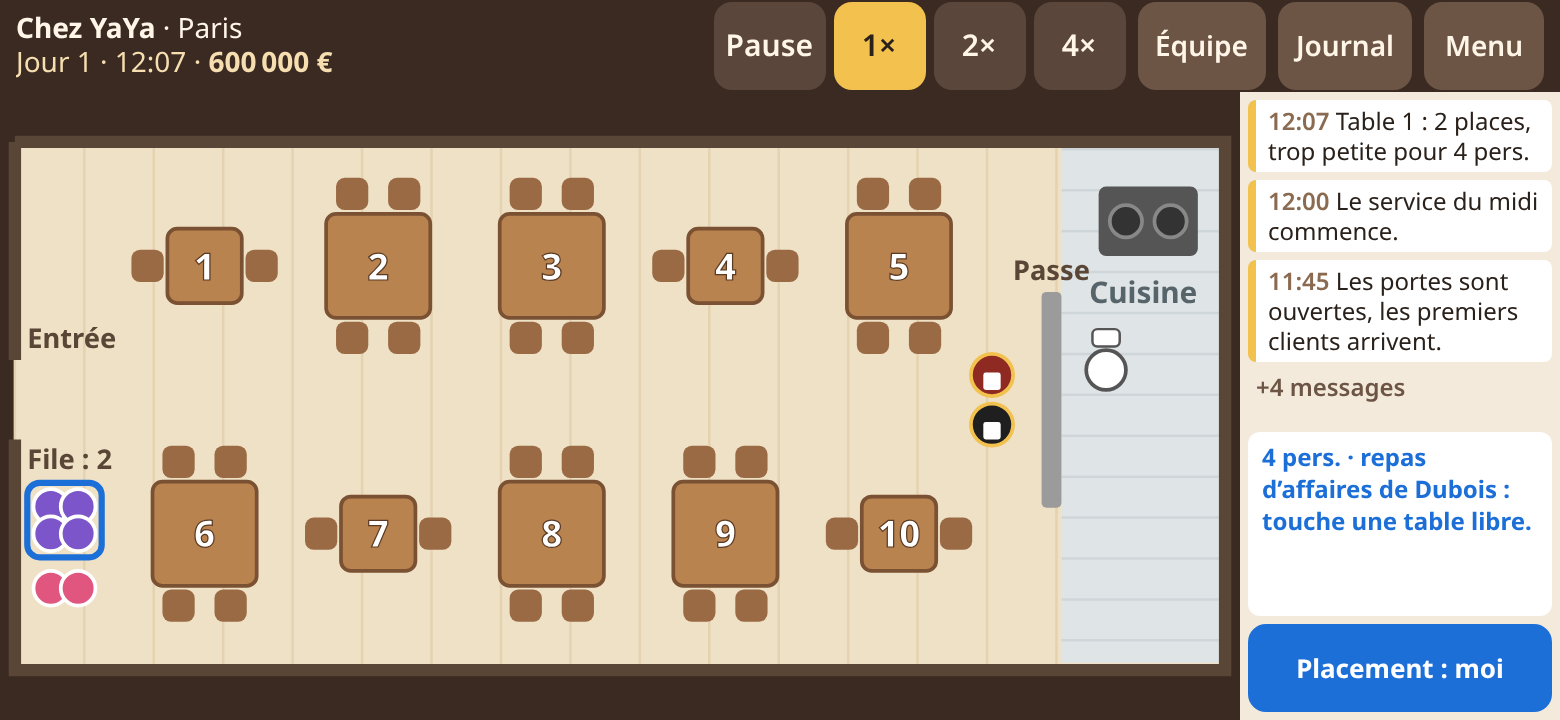 Chez YaYa · Paris
Jour 1 · 12:07 · 600 000 €
Pause
1×
2×
4×
Équipe
Journal
Menu
12:07 Table 1 : 2 places,
trop petite pour 4 pers.
12:00 Le service du midi
commence.
11:45 Les portes sont
ouvertes, les premiers
clients arrivent.
+4 messages
4 pers. · repas
d’affaires de Dubois :
touche une table libre.
Placement : moi
1
2
3
4
5
Passe
Cuisine
Entrée
File : 2
6
7
8
9
10